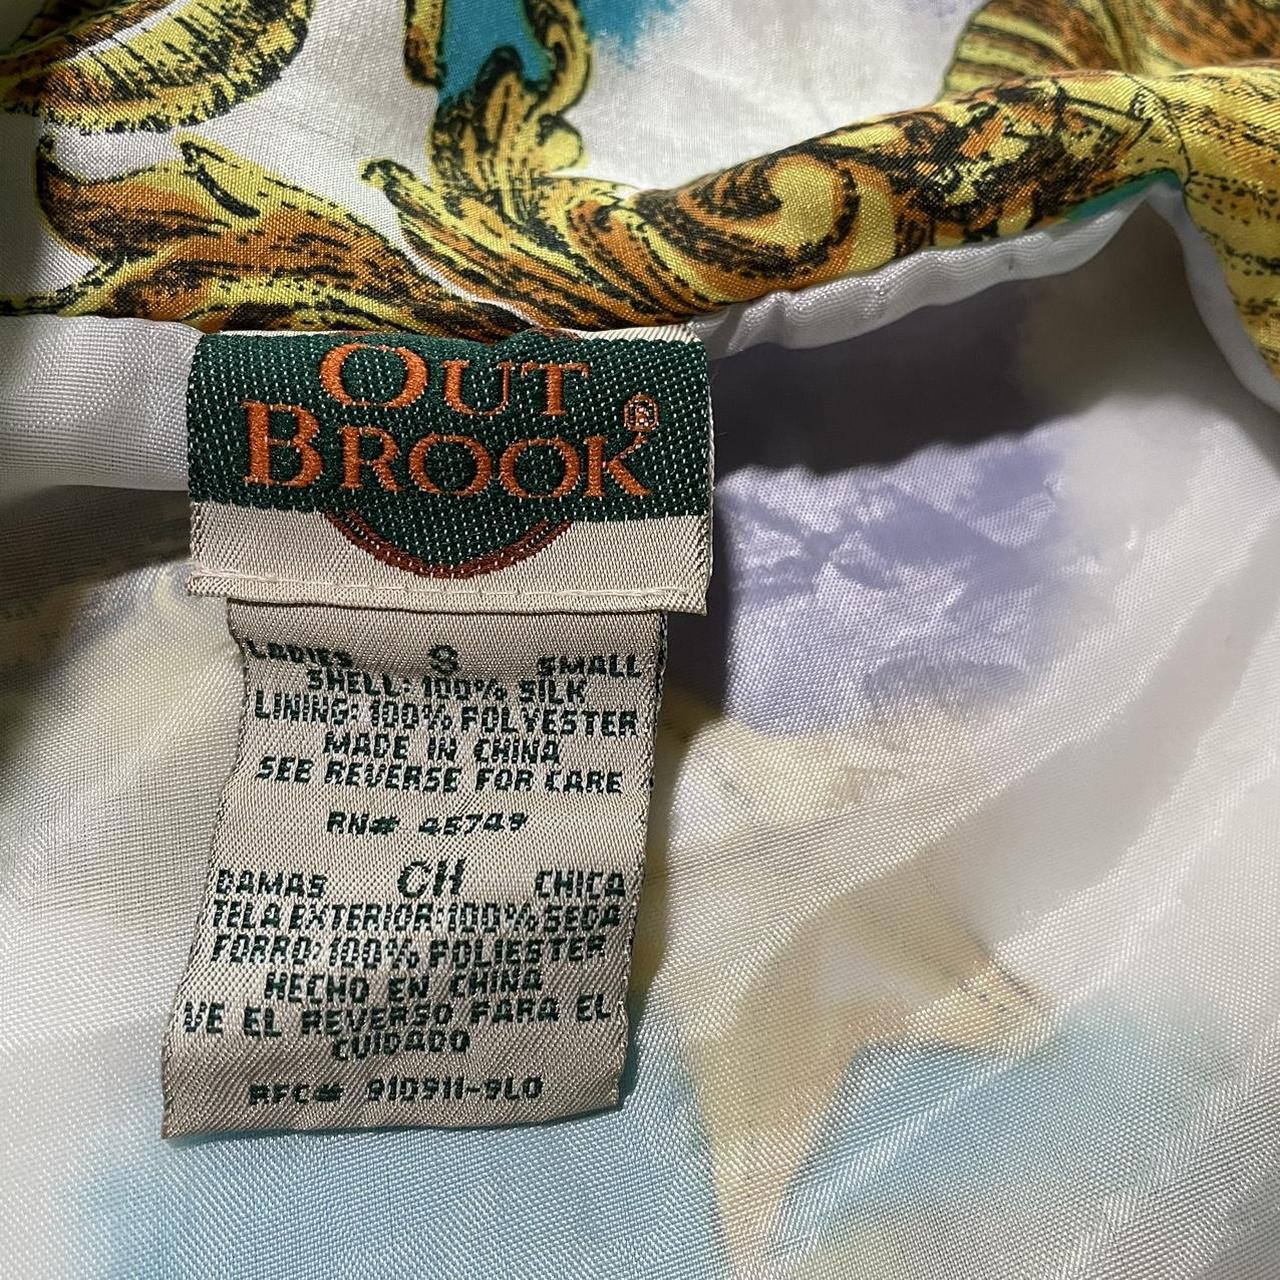 OUT
BROOK®
LADIES S SMALL
SHELL: 100% SILK
LINING: 100% POLYESTER
MADE IN CHINA
SEE REVERSE FOR CARE
RN# 45749
DAMAS CH CHICA
TELA EXTERIOR: 100% SEDA
FORRO: 100% POLIESTER
HECHO EN CHINA
VE EL REVERSO PARA EL
CUIDADO
RFC# 910911-9L0